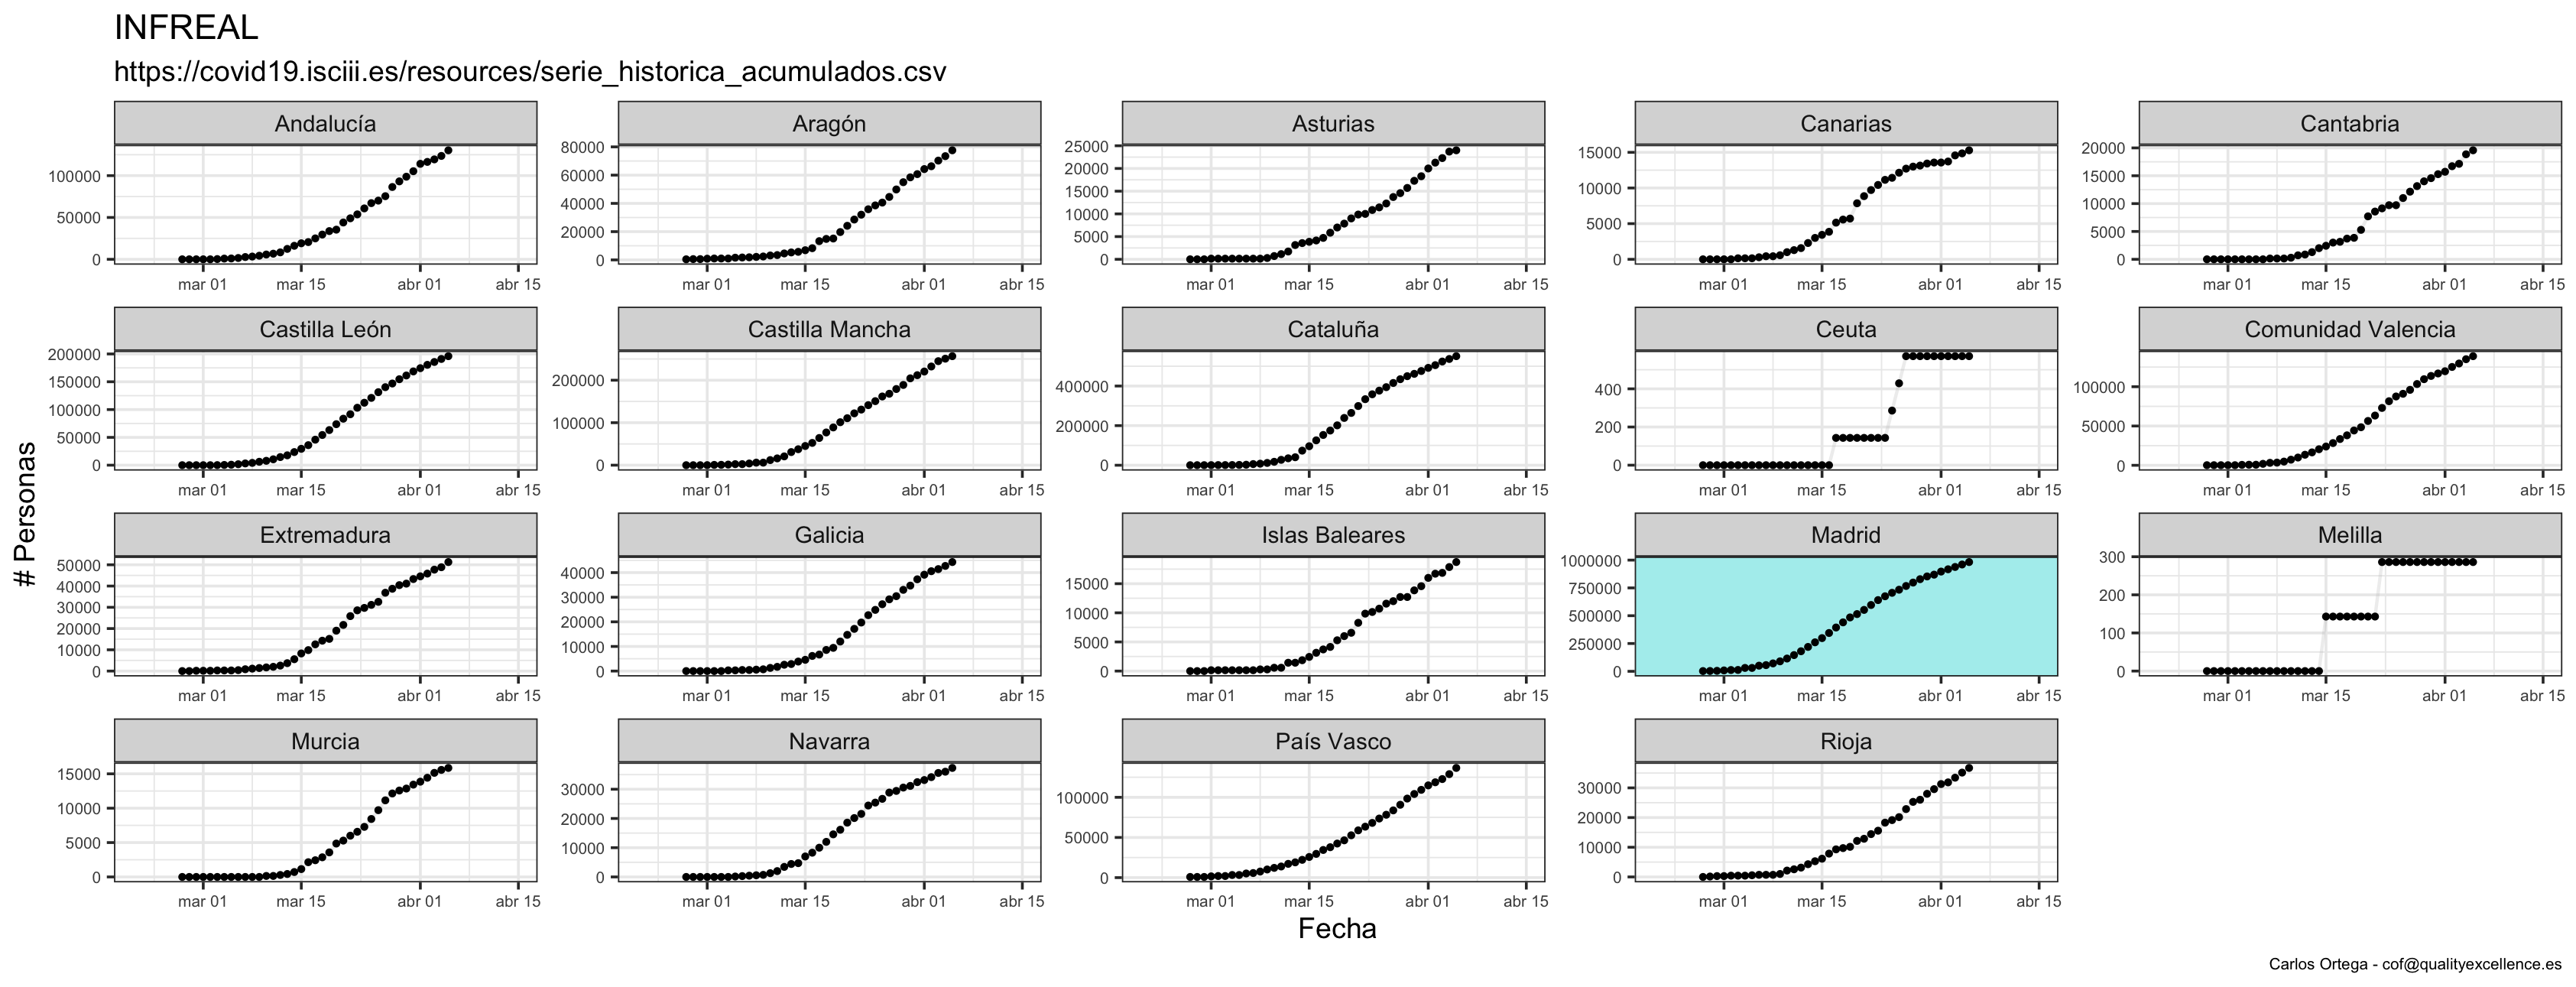 INFREAL
https://covid19.isciii.es/resources/serie_historica_acumulados.csv
# Personas
Andalucía
100000
50000
0
mar 01 mar 15 abr 01 abr 15
Aragón
80000
60000
40000
20000
0
mar 01 mar 15 abr 01 abr 15
Asturias
25000
20000
15000
10000
5000
0
mar 01 mar 15 abr 01 abr 15
Canarias
15000
10000
5000
0
mar 01 mar 15 abr 01 abr 15
Cantabria
20000
15000
10000
5000
0
mar 01 mar 15 abr 01 abr 15
Castilla León
200000
150000
100000
50000
0
mar 01 mar 15 abr 01 abr 15
Castilla Mancha
200000
100000
0
mar 01 mar 15 abr 01 abr 15
Cataluña
400000
200000
0
mar 01 mar 15 abr 01 abr 15
Ceuta
400
200
0
mar 01 mar 15 abr 01 abr 15
Comunidad Valencia
100000
50000
0
mar 01 mar 15 abr 01 abr 15
Extremadura
50000
40000
30000
20000
10000
0
mar 01 mar 15 abr 01 abr 15
Galicia
40000
30000
20000
10000
0
mar 01 mar 15 abr 01 abr 15
Islas Baleares
15000
10000
5000
0
mar 01 mar 15 abr 01 abr 15
Madrid
1000000
750000
500000
250000
0
mar 01 mar 15 abr 01 abr 15
Melilla
300
200
100
0
mar 01 mar 15 abr 01 abr 15
Murcia
15000
10000
5000
0
mar 01 mar 15 abr 01 abr 15
Navarra
30000
20000
10000
0
mar 01 mar 15 abr 01 abr 15
País Vasco
100000
50000
0
mar 01 mar 15 abr 01 abr 15
Rioja
30000
20000
10000
0
mar 01 mar 15 abr 01 abr 15
Fecha
Carlos Ortega - cof@qualityexcellence.es